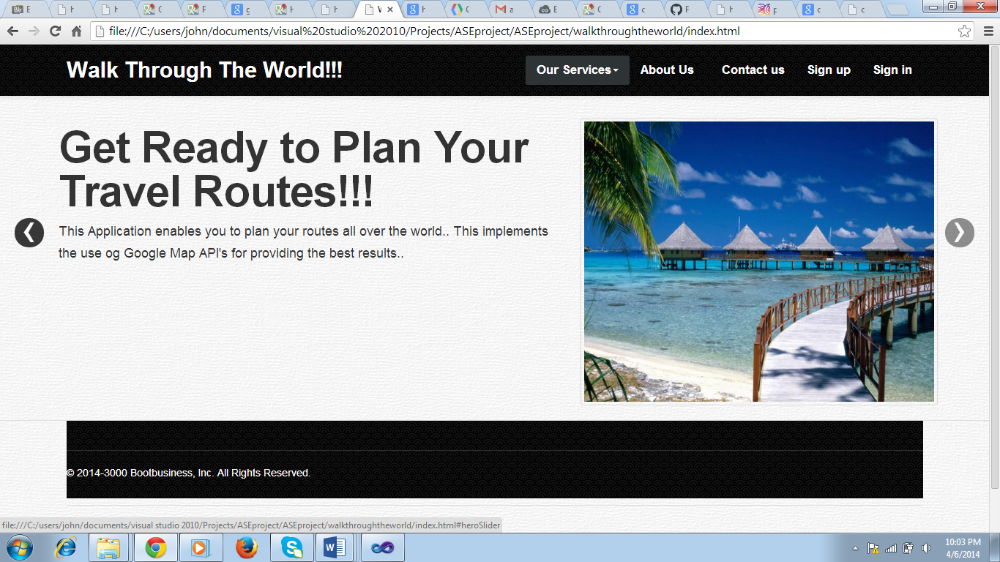 Bb E
g
M a
file:///C:/users/john/documents/visual%20studio%202010/Projects/ASEproject/ASEproject/walkthroughtheworld/index.html
Walk Through The World!!!
Our Services
About Us
Contact us
Sign up
Sign in
Get Ready to Plan Your
Travel Routes!!!
This Application enables you to plan your routes all over the world.. This implements
the use og Google Map API's for providing the best results..
© 2014-3000 Bootbusiness, Inc. All Rights Reserved.
file:///C:/users/john/documents/visual studio 2010/Projects/ASEproject/ASEproject/walkthroughtheworld/index.html#heroSlider
10:03 PM
4/6/2014